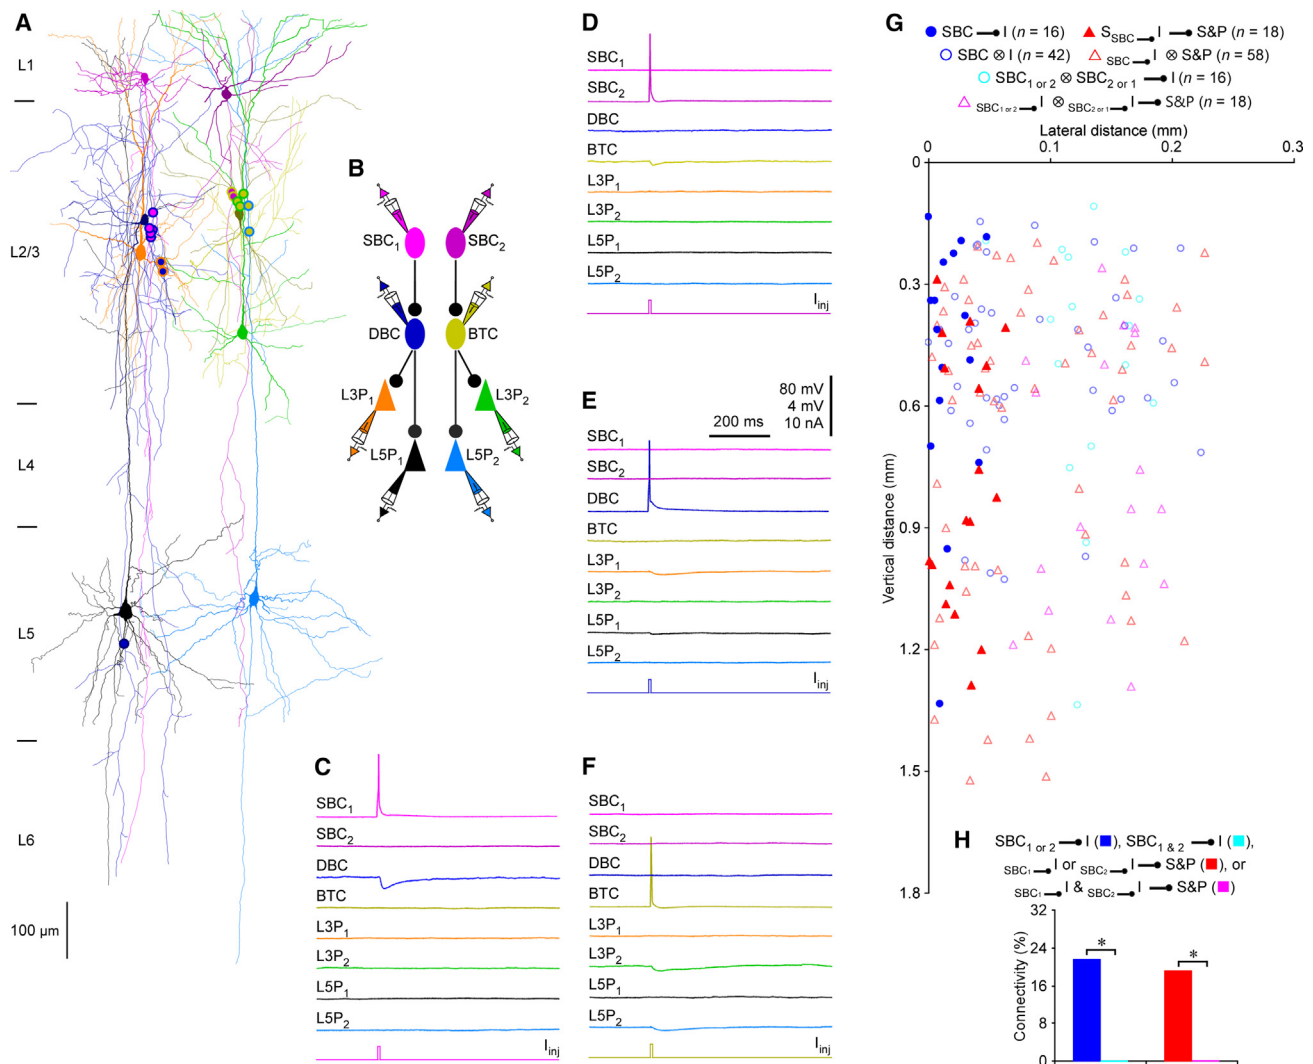 A
L1
L2/3
L4
L5
L6
100 µm
B
SBC1
SBC2
DBC
BTC
L3P1
L3P2
L5P1
L5P2
C
SBC1
SBC2
DBC
BTC
L3P1
L3P2
L5P1
L5P2
Iinj
D
SBC1
SBC2
DBC
BTC
L3P1
L3P2
L5P1
L5P2
Iinj
E
80 mV
4 mV
10 nA
200 ms
SBC1
SBC2
DBC
BTC
L3P1
L3P2
L5P1
L5P2
Iinj
F
SBC1
SBC2
DBC
BTC
L3P1
L3P2
L5P1
L5P2
Iinj
G
SBC I (n = 16) SSBC I S&P (n = 18)
SBC ⊗ I (n = 42) SBC I ⊗ S&P (n = 58)
SBC1 or 2 ⊗ SBC2 or 1 I (n = 16)
SBC1 or 2 I ⊗ SBC2 or 1 I S&P (n = 18)
Lateral distance (mm)
0 0.1 0.2 0.3
Vertical distance (mm)
0
0.3
0.6
0.9
1.2
1.5
1.8
H
SBC1 or 2 I ( ), SBC1 & 2 I ( ),
SBC1 I or SBC2 I S&P ( ), or
SBC1 I & SBC2 I S&P ( )
Connectivity (%)
32
24
16
8
0
* *